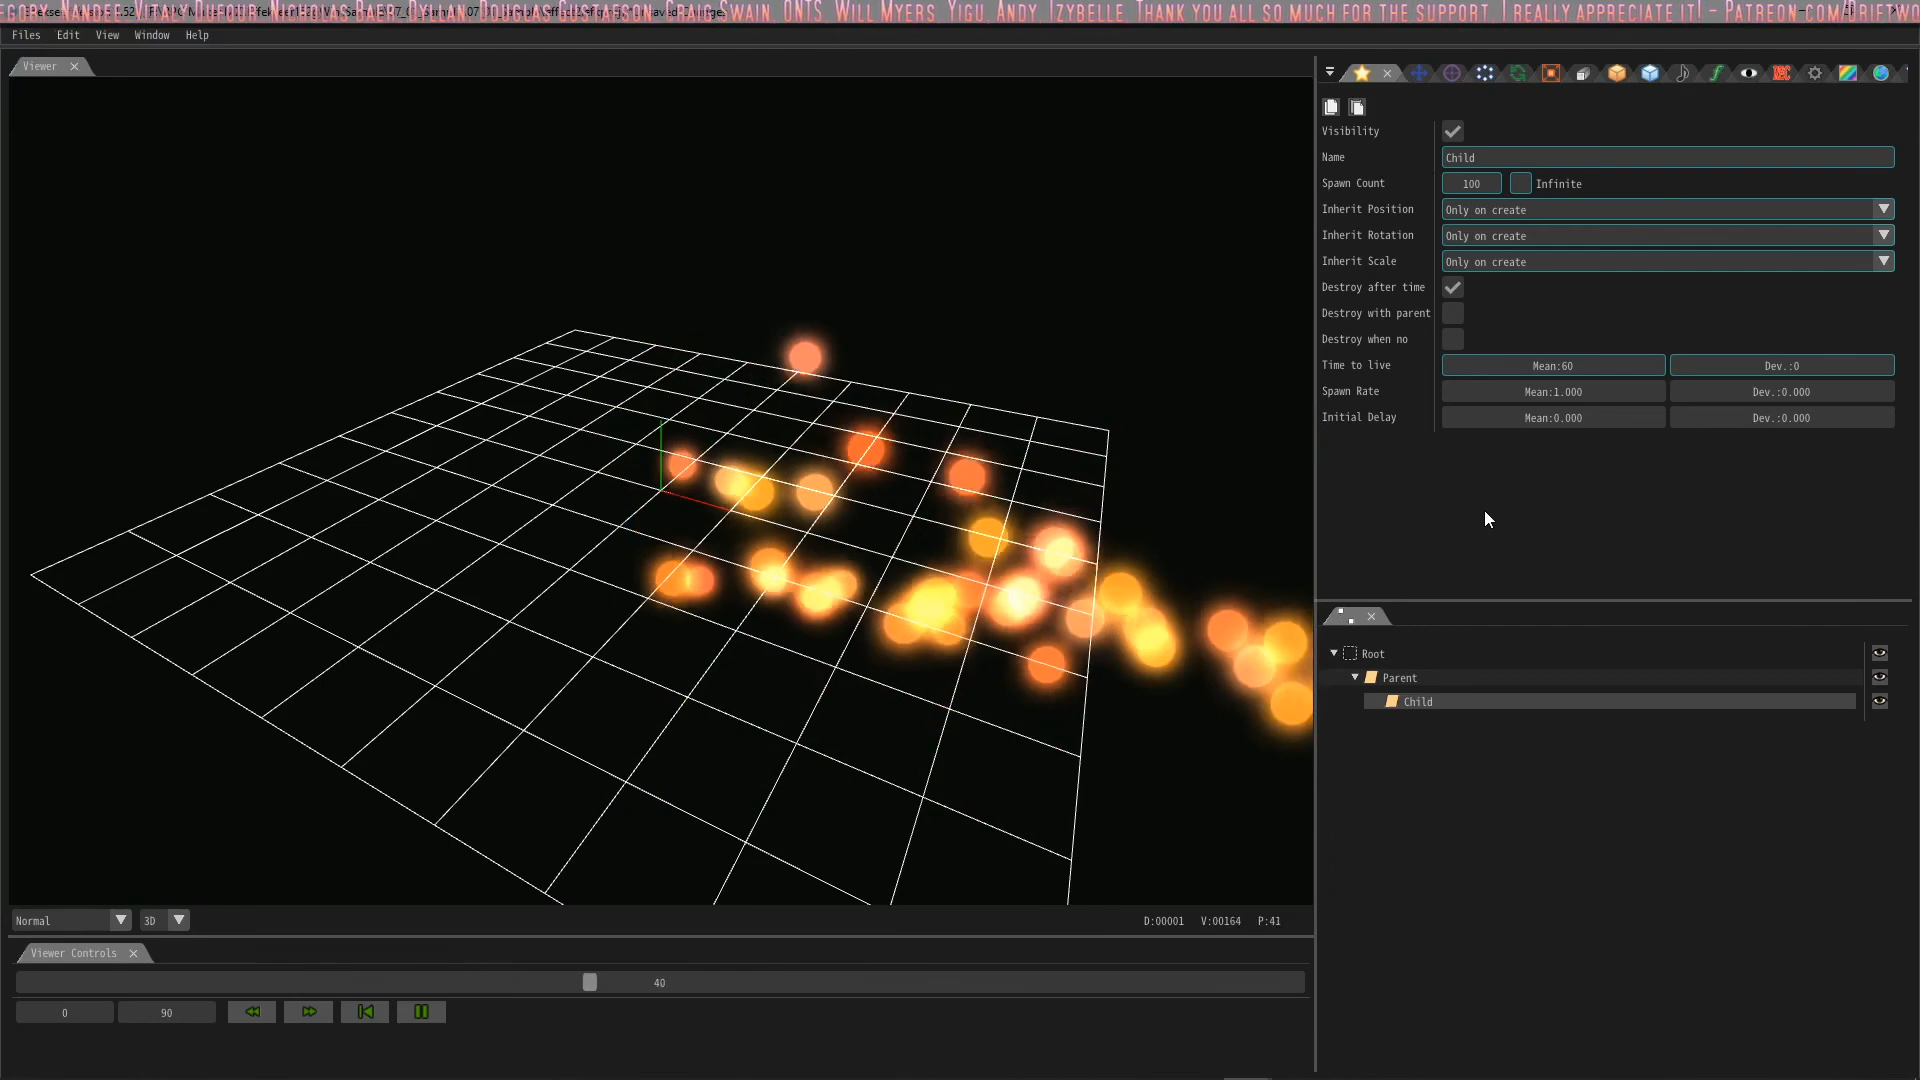 Swain, ONTS, Will Myers, Yigu, Andy, Izybelle. Thank you all so much for the support, I really appreciate it! - Patreon.com/Driftwo
Files Edit View Window Help
Viewer
Visibility
Name Child
Spawn Count 100 Infinite
Inherit Position Only on create
Inherit Rotation Only on create
Inherit Scale Only on create
Destroy after time
Destroy with parent
Destroy when no
Time to live Mean:60 Dev.:0
Spawn Rate Mean:1.000 Dev.:0.000
Initial Delay Mean:0.000 Dev.:0.000
Root
Parent
Child
Normal 3D D:00001 V:00164 P:41
Viewer Controls
40
0 90